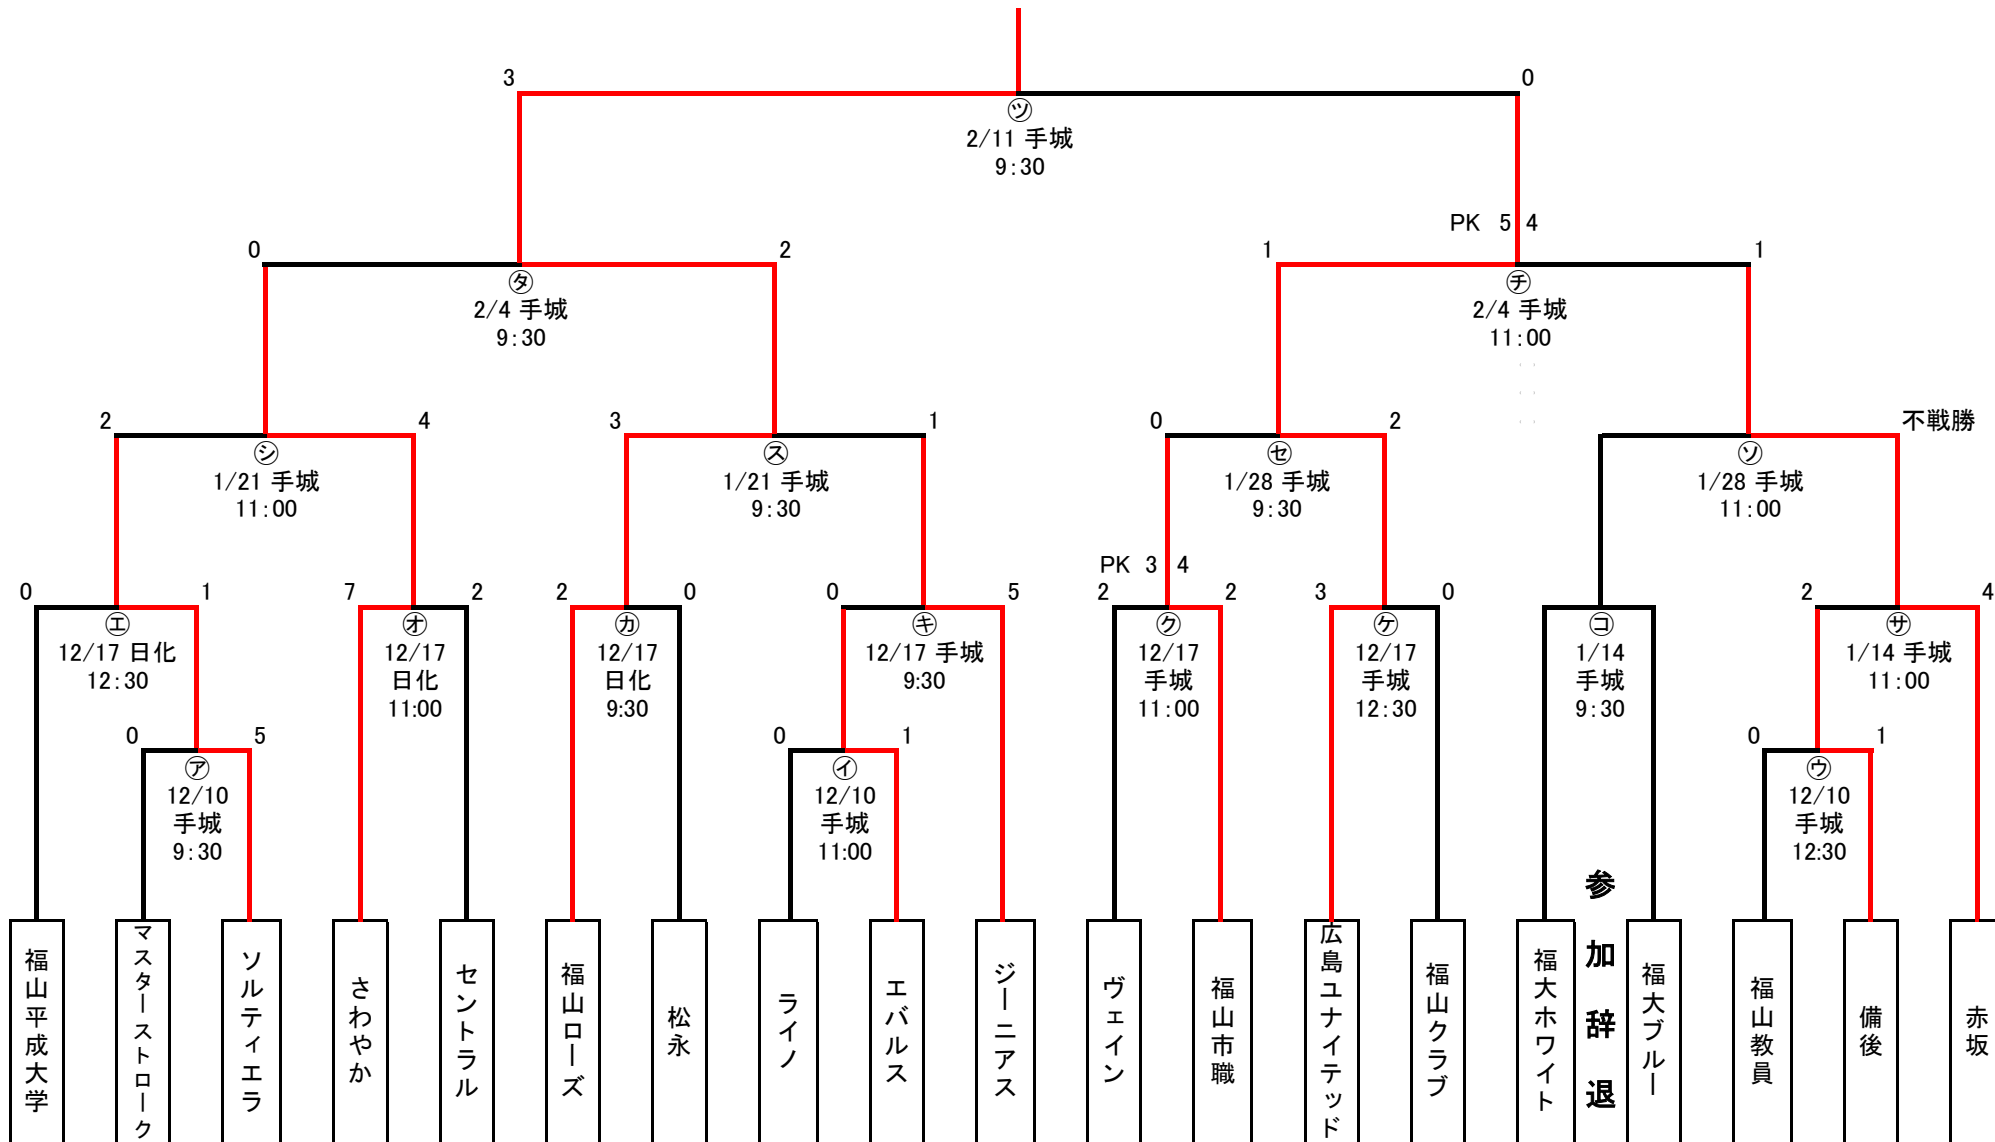 3
0
㋡
2/11 手城
9:30
PK 5 4
0
2
1
1
㋟
2/4 手城
9:30
㋠
2/4 手城
11:00
2
4
3
1
0
2
不戦勝
㋛
1/21 手城
11:00
㋜
1/21 手城
9:30
㋝
1/28 手城
9:30
㋞
1/28 手城
11:00
PK 3 4
0
1
7
2
2
0
0
5
2
2
3
0
2
4
㋓
12/17 日化
12:30
㋔
12/17
日化
11:00
㋕
12/17
日化
9:30
㋖
12/17 手城
9:30
㋗
12/17
手城
11:00
㋘
12/17
手城
12:30
㋙
1/14
手城
9:30
㋚
1/14 手城
11:00
0
5
0
1
0
1
㋐
12/10
手城
9:30
㋑
12/10
手城
11:00
㋒
12/10
手城
12:30
福山平成大学
マスターストローク
ソルティエラ
さわやか
セントラル
福山ローズ
松永
ライノ
エバルス
ジーニアス
ヴェイン
福山市職
広島ユナイテッド
福山クラブ
福大ホワイト
参加辞退
福大ブルー
福山教員
備後
赤坂